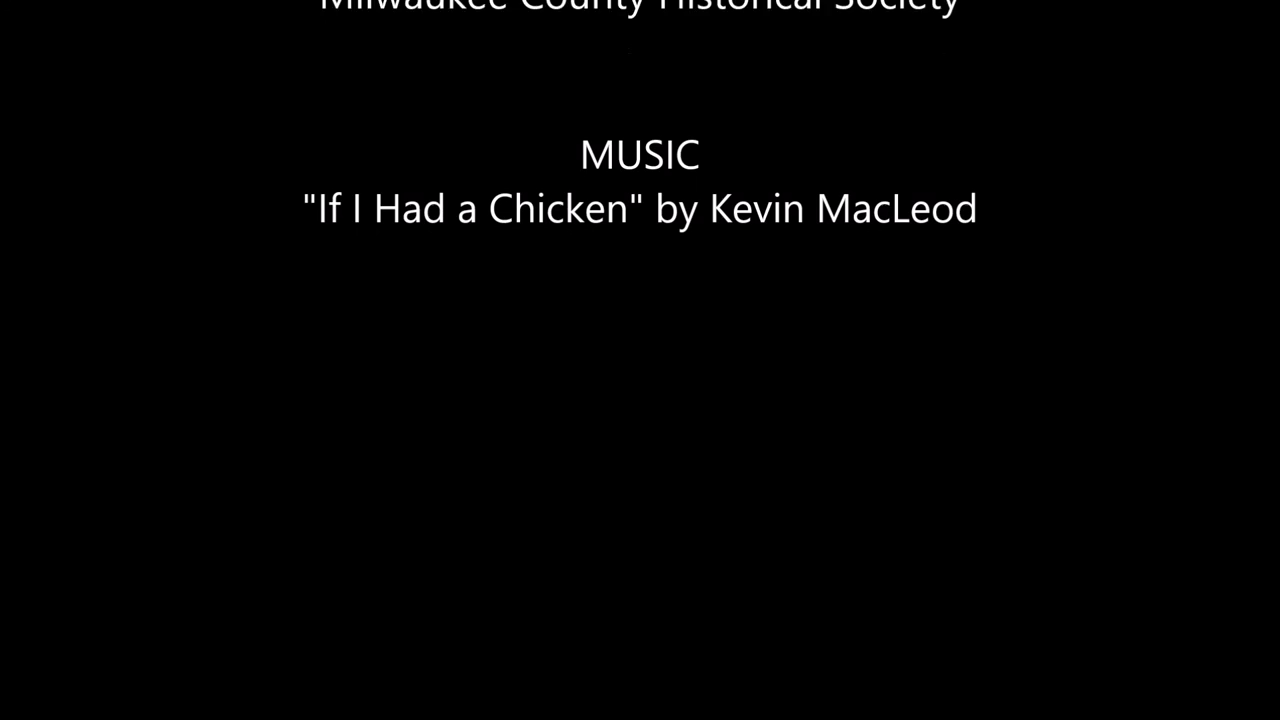 Milwaukee County Historical Society
MUSIC
"If I Had a Chicken" by Kevin MacLeod